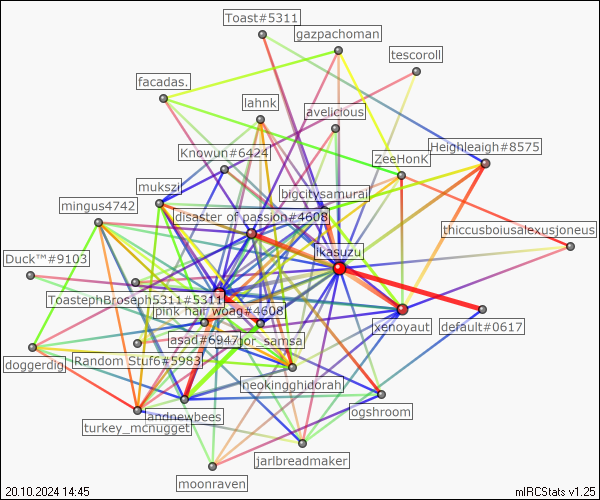 Toast#5311
gazpachoman
tescoroll
facadas.
lahnk
avelicious
Knowun#6424
Heighleaigh#8575
ZeeHonK
mukszi
bigcitysamurai
mingus4742
disaster of passion#4608
thiccusboiusalexusjoneus
ikasuzu
Duck™#9103
ToastephBroseph5311#5311
pink hair woag#4608
xenoyaut
default#0617
asad#6947
gor_samsa
doggerdig
Random Stuf6#5983
neokingghidorah
ogshroom
landnewbees
turkey_mcnugget
jarlbreadmaker
moonraven
20.10.2024 14:45
mIRCStats v1.25